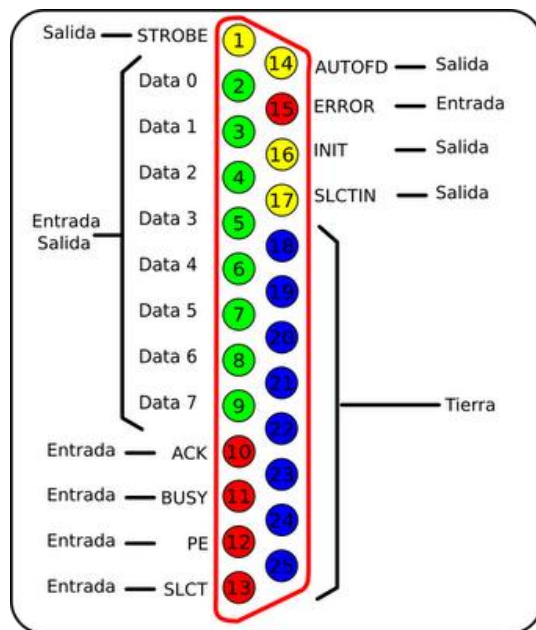 Salida STROBE 1
14 AUTOFD Salida
Data 0 2
15 ERROR Entrada
Data 1 3
16 INIT Salida
Data 2 4
17 SLCTIN Salida
Entrada
Salida
Data 3 5
18
Data 4 6
19
Data 5 7
20
Data 6 8
21
Data 7 9
22
Tierra
Entrada ACK 10
23
Entrada BUSY 11
24
Entrada PE 12
25
Entrada SLCT 13